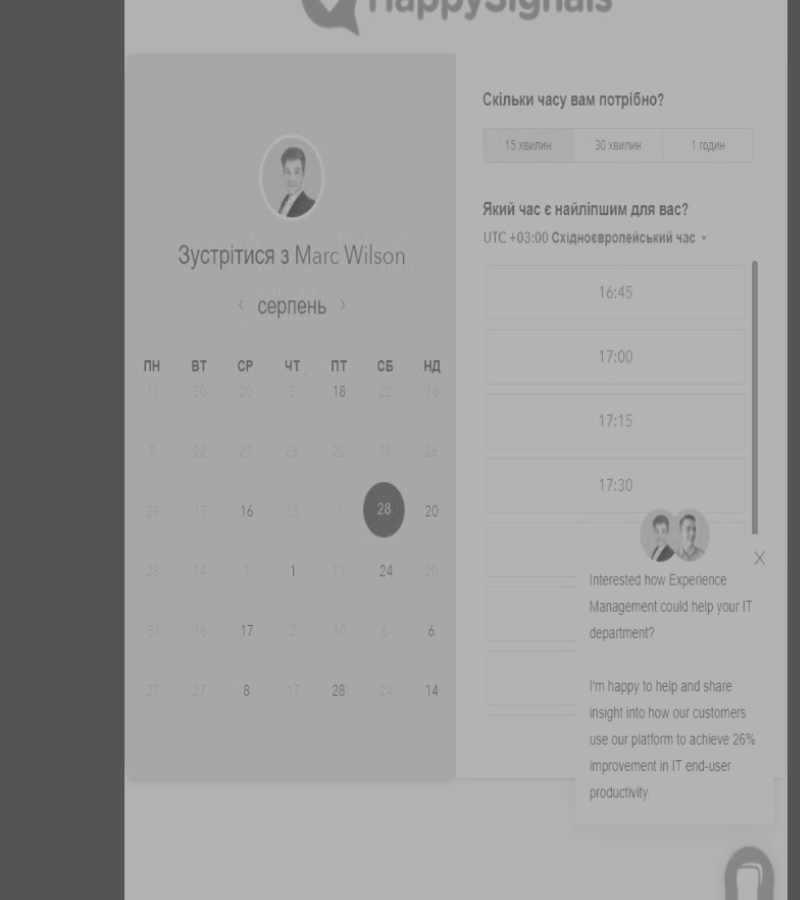 HappySignals
Зустрітися з Marc Wilson
‹ серпень ›
ПН ВТ СР ЧТ ПТ СБ НД
11 30 20 5 18 22 16
5 22 27 26 22 18 26
29 17 16 15 1 28 20
28 14 1 1 11 24 20
31 16 17 2 10 6 6
27 27 8 17 28 24 14
Скільки часу вам потрібно?
15 хвилин 30 хвилин 1 годин
Який час є найліпшим для вас?
UTC +03:00 Східноєвропейський час
16:45
17:00
17:15
17:30
X
Interested how Experience
Management could help your IT
department?
I'm happy to help and share
insight into how our customers
use our platform to achieve 26%
improvement in IT end-user
productivity.